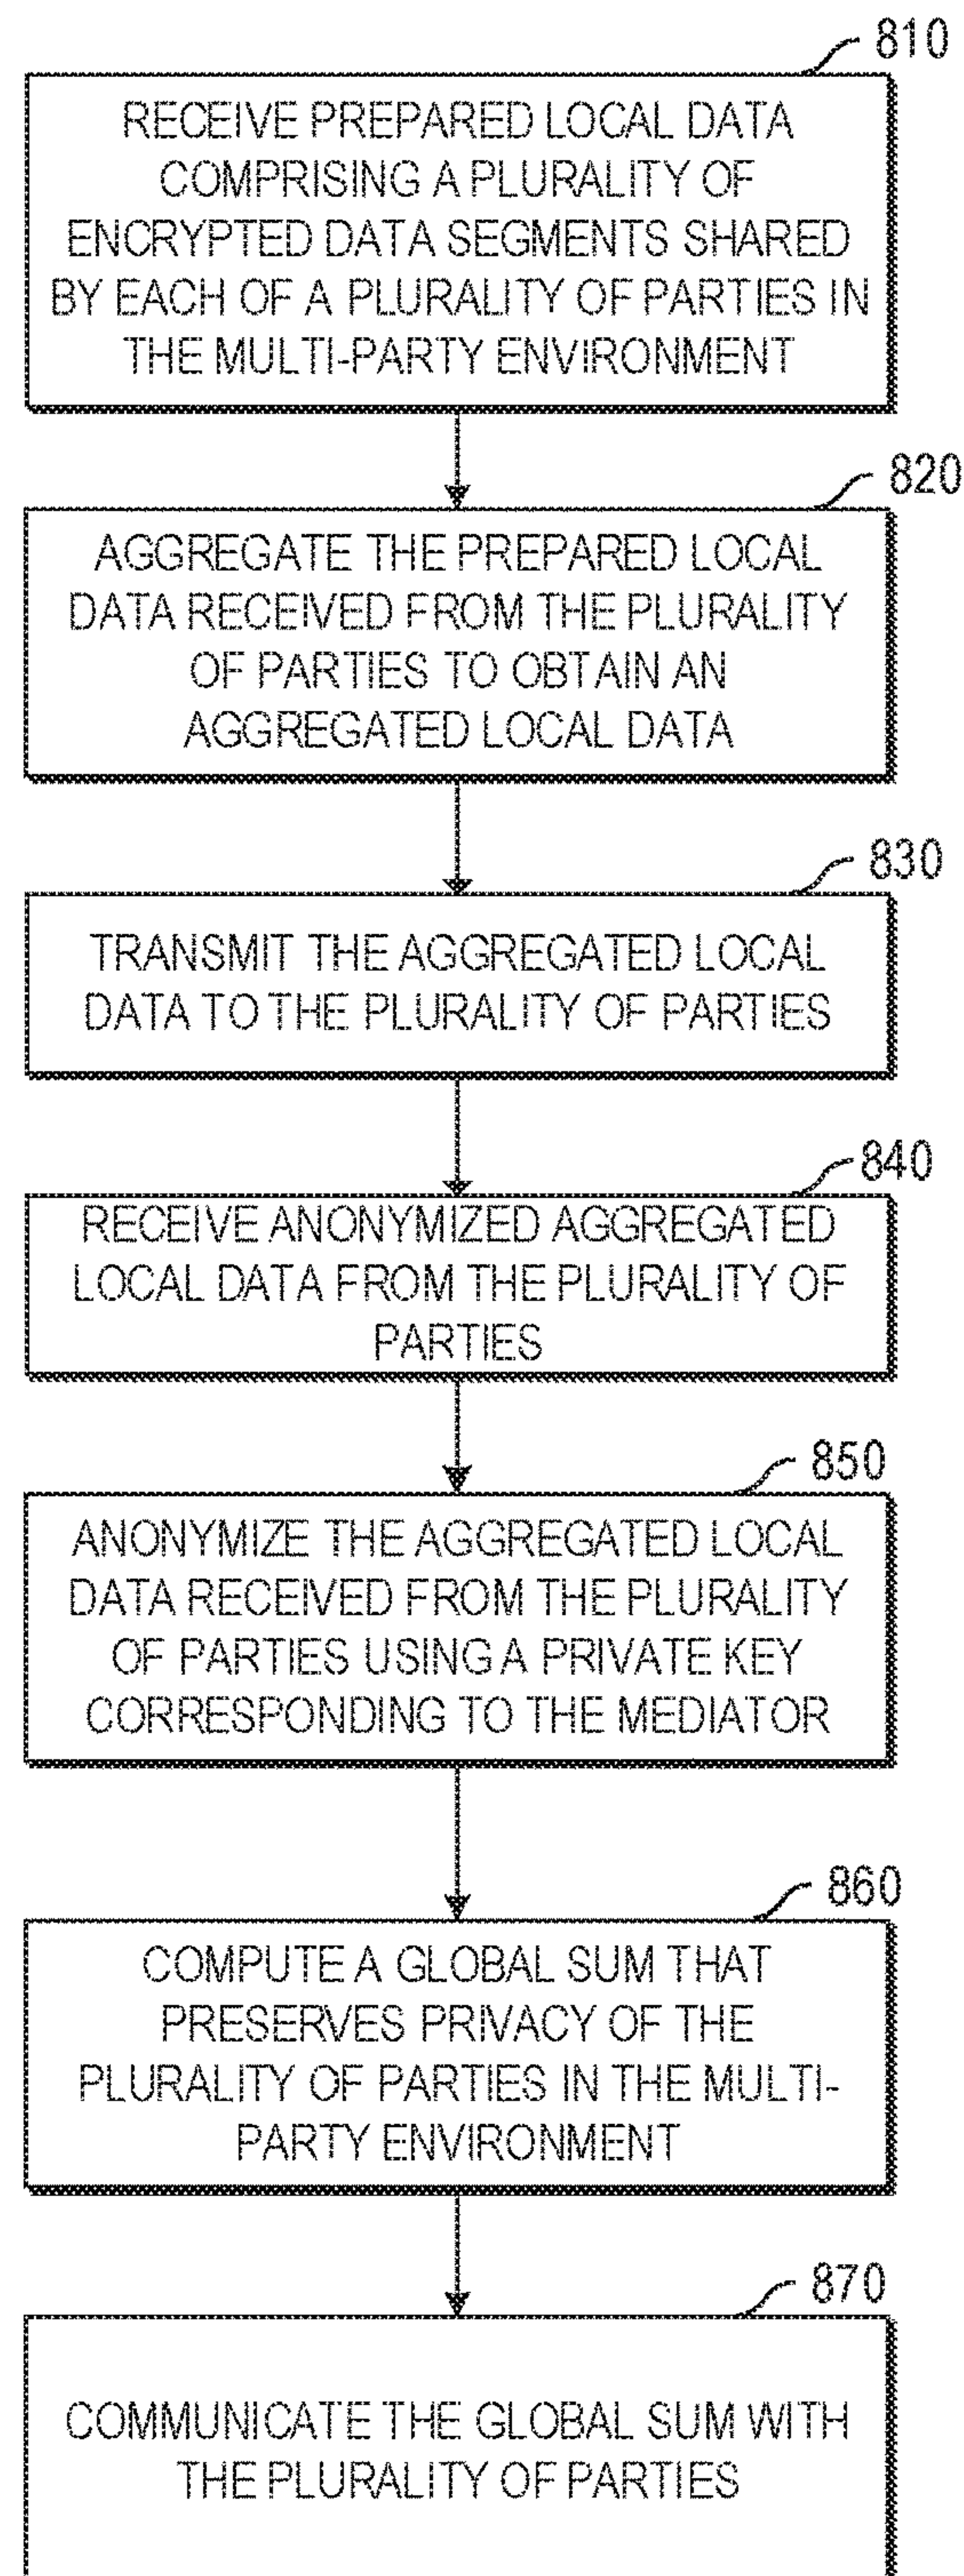 810
RECEIVE PREPARED LOCAL DATA
COMPRISING A PLURALITY OF
ENCRYPTED DATA SEGMENTS SHARED
BY EACH OF A PLURALITY OF PARTIES IN
THE MULTI-PARTY ENVIRONMENT
820
AGGREGATE THE PREPARED LOCAL
DATA RECEIVED FROM THE PLURALITY
OF PARTIES TO OBTAIN AN
AGGREGATED LOCAL DATA
830
TRANSMIT THE AGGREGATED LOCAL
DATA TO THE PLURALITY OF PARTIES
840
RECEIVE ANONYMIZED AGGREGATED
LOCAL DATA FROM THE PLURALITY OF
PARTIES
850
ANONYMIZE THE AGGREGATED LOCAL
DATA RECEIVED FROM THE PLURALITY
OF PARTIES USING A PRIVATE KEY
CORRESPONDING TO THE MEDIATOR
860
COMPUTE A GLOBAL SUM THAT
PRESERVES PRIVACY OF THE
PLURALITY OF PARTIES IN THE MULTI-
PARTY ENVIRONMENT
870
COMMUNICATE THE GLOBAL SUM WITH
THE PLURALITY OF PARTIES